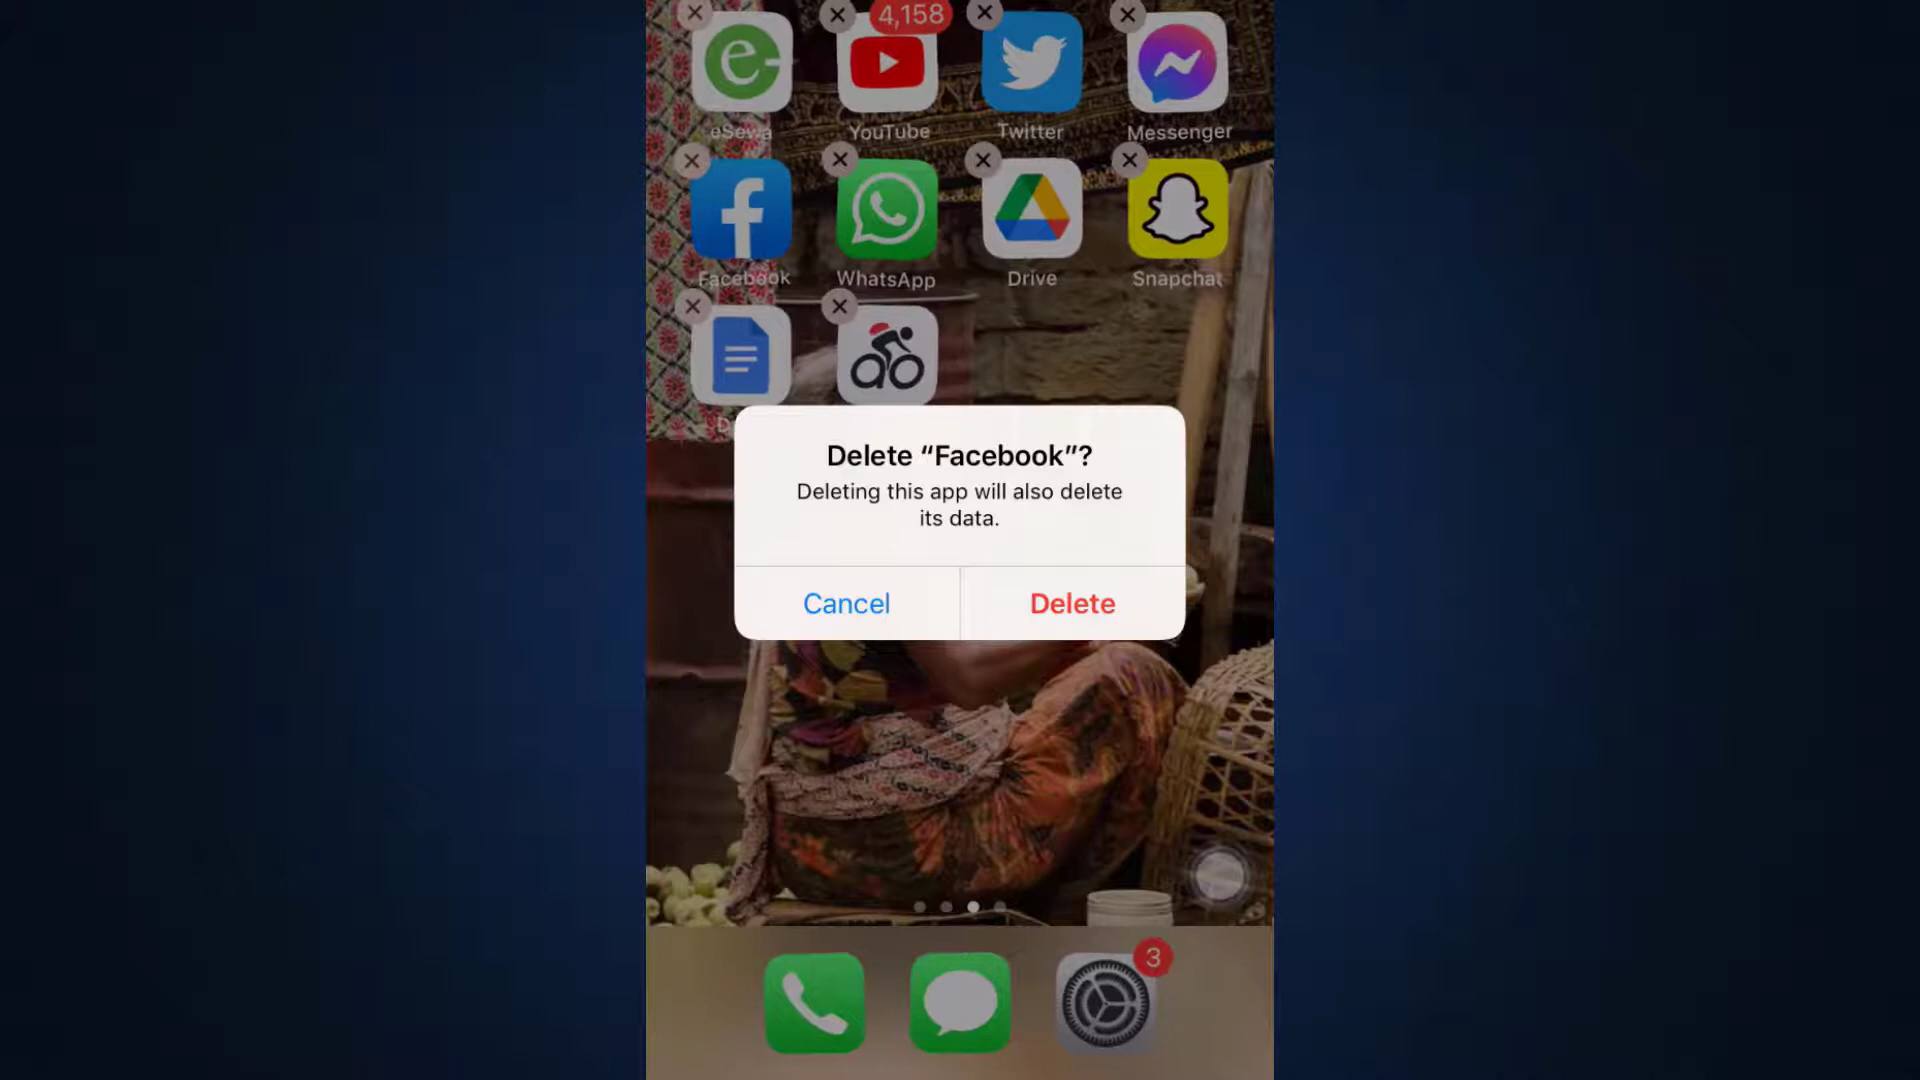 4,158
eSewa YouTube Twitter Messenger
Facebook WhatsApp Drive Snapchat
Delete “Facebook”?
Deleting this app will also delete
its data.
Cancel Delete
3